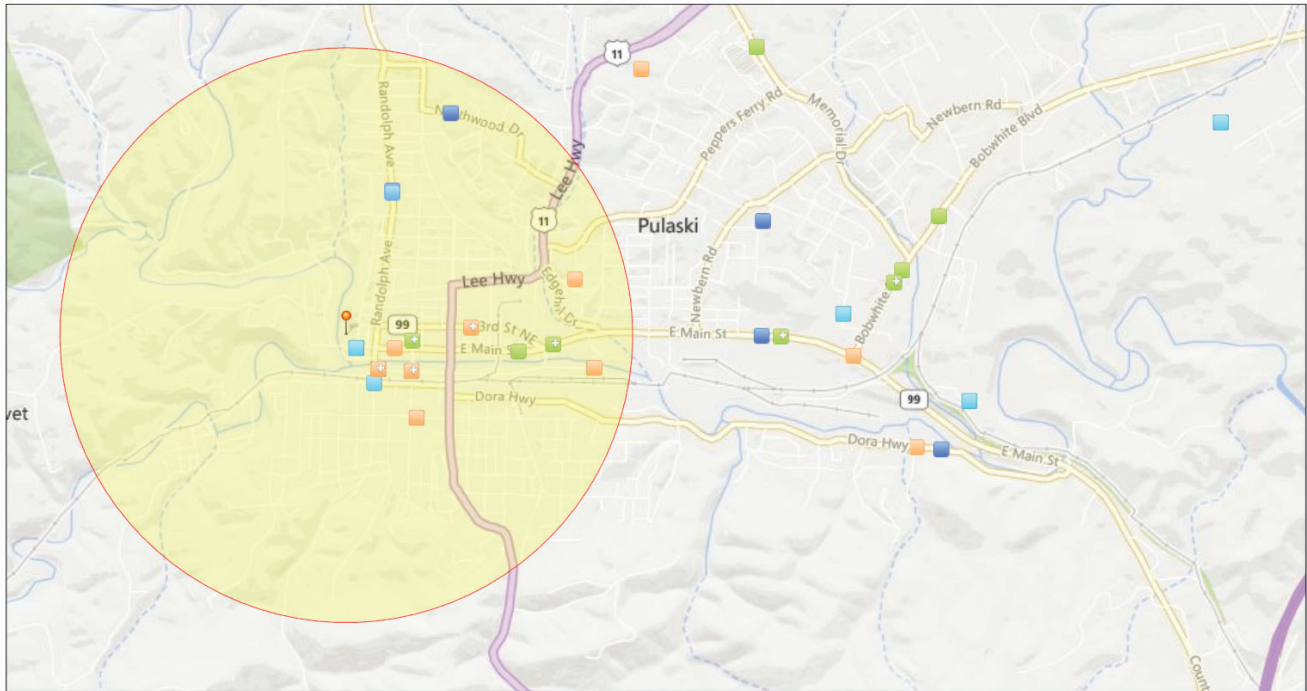 11
Randolph Ave
Northwood Dr
Lee Hwy
Peppers Ferry Rd
Memorial Dr
Newbern Rd
Bobwhite Blvd
11
Pulaski
Randolph Ave
Lee Hwy
Edgehill Dr
Newbern Rd
99
3rd St NE
E Main St
E Main St
Dora Hwy
99
vet
Dora Hwy
E Main St
Count